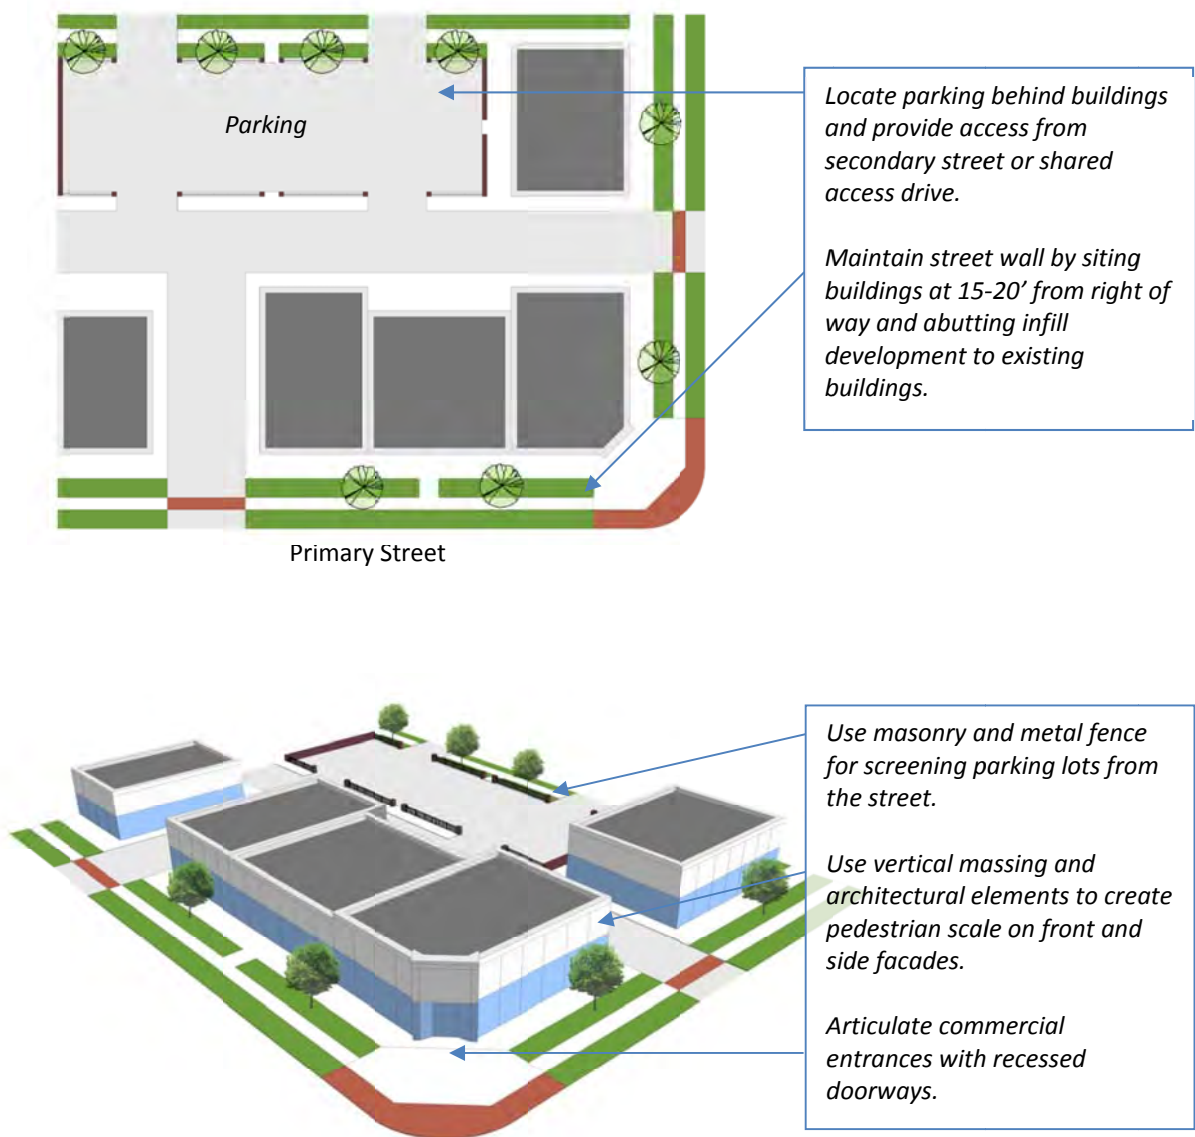 Parking
Locate parking behind buildings
and provide access from
secondary street or shared
access drive.
Maintain street wall by siting
buildings at 15-20’ from right of
way and abutting infill
development to existing
buildings.
Primary Street
Use masonry and metal fence
for screening parking lots from
the street.
Use vertical massing and
architectural elements to create
pedestrian scale on front and
side facades.
Articulate commercial
entrances with recessed
doorways.